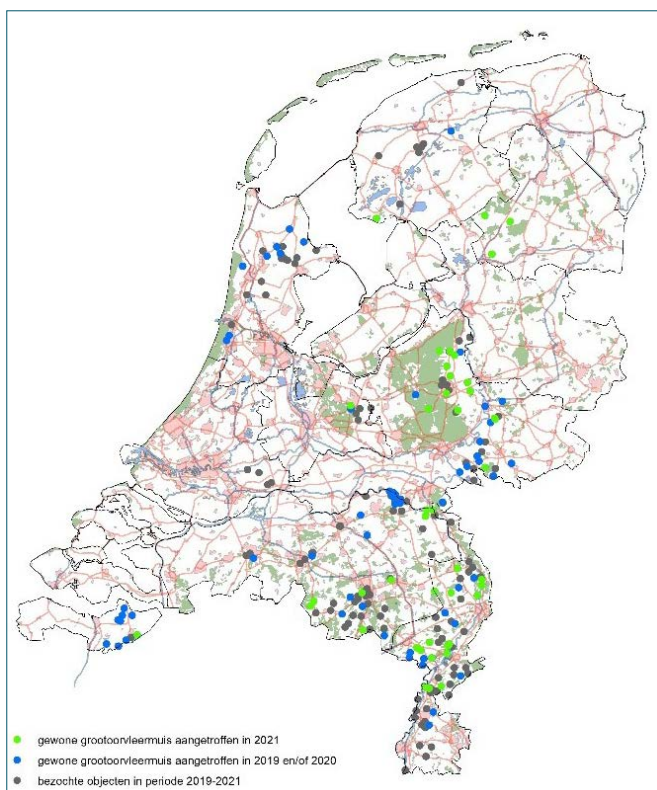 gewone grootoorvleermuis aangetroffen in 2021
gewone grootoorvleermuis aangetroffen in 2019 en/of 2020
bezochte objecten in periode 2019-2021